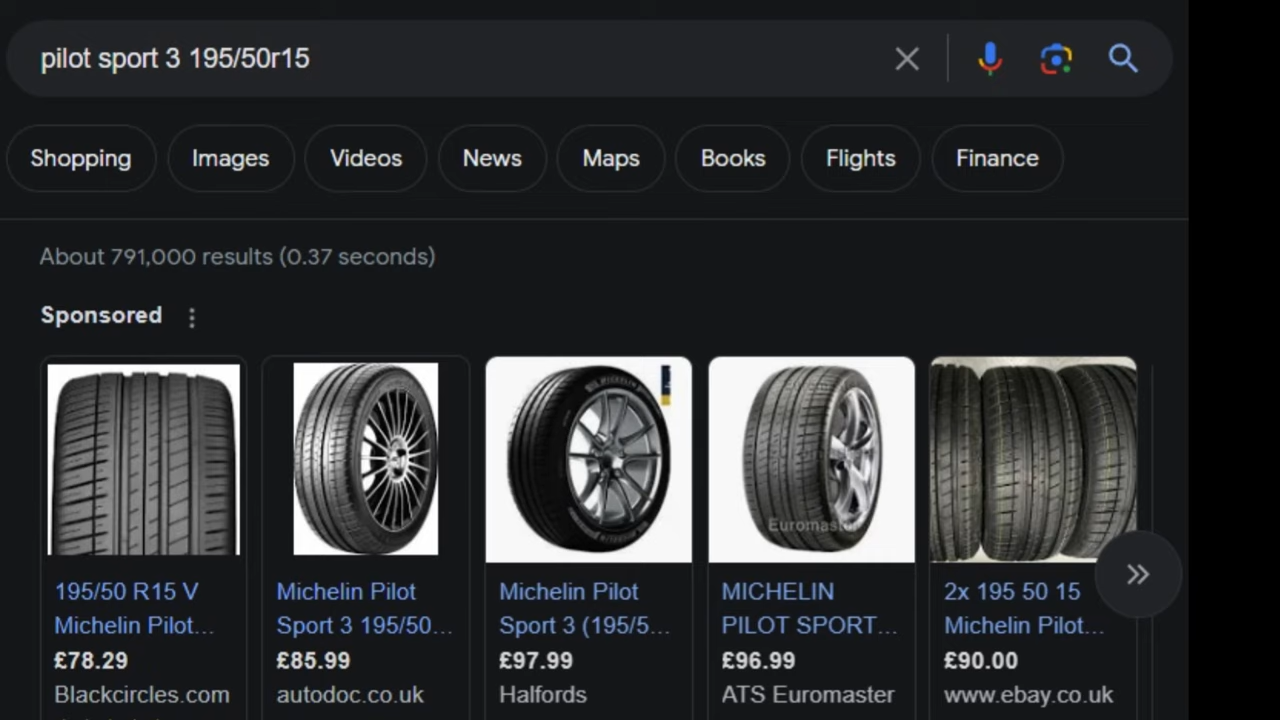 pilot sport 3 195/50r15
Shopping
Images
Videos
News
Maps
Books
Flights
Finance
About 791,000 results (0.37 seconds)
Sponsored
MICHELIN
Euromast
195/50 R15 V
Michelin Pilot...
£78.29
Blackcircles.com
Michelin Pilot
Sport 3 195/50...
£85.99
autodoc.co.uk
Michelin Pilot
Sport 3 (195/5...
£97.99
Halfords
MICHELIN
PILOT SPORT...
£96.99
ATS Euromaster
2x 195 50 15
Michelin Pilot...
£90.00
www.ebay.co.uk